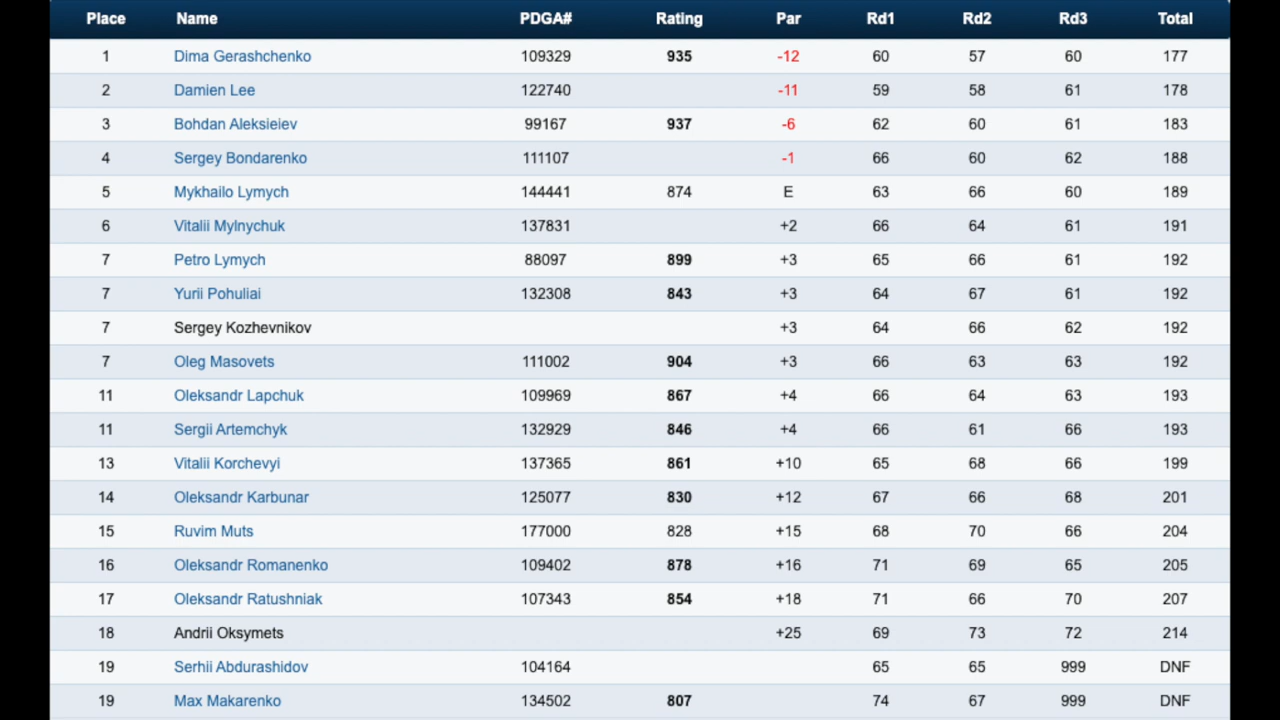 Place Name PDGA# Rating Par Rd1 Rd2 Rd3 Total
1 Dima Gerashchenko 109329 935 -12 60 57 60 177
2 Damien Lee 122740 -11 59 58 61 178
3 Bohdan Aleksieiev 99167 937 -6 62 60 61 183
4 Sergey Bondarenko 111107 -1 66 60 62 188
5 Mykhailo Lymych 144441 874 E 63 66 60 189
6 Vitalii Mylnychuk 137831 +2 66 64 61 191
7 Petro Lymych 88097 899 +3 65 66 61 192
7 Yurii Pohuliai 132308 843 +3 64 67 61 192
7 Sergey Kozhevnikov +3 64 66 62 192
7 Oleg Masovets 111002 904 +3 66 63 63 192
11 Oleksandr Lapchuk 109969 867 +4 66 64 63 193
11 Sergii Artemchyk 132929 846 +4 66 61 66 193
13 Vitalii Korchevyi 137365 861 +10 65 68 66 199
14 Oleksandr Karbunar 125077 830 +12 67 66 68 201
15 Ruvim Muts 177000 828 +15 68 70 66 204
16 Oleksandr Romanenko 109402 878 +16 71 69 65 205
17 Oleksandr Ratushniak 107343 854 +18 71 66 70 207
18 Andrii Oksymets +25 69 73 72 214
19 Serhii Abdurashidov 104164 65 65 999 DNF
19 Max Makarenko 134502 807 74 67 999 DNF